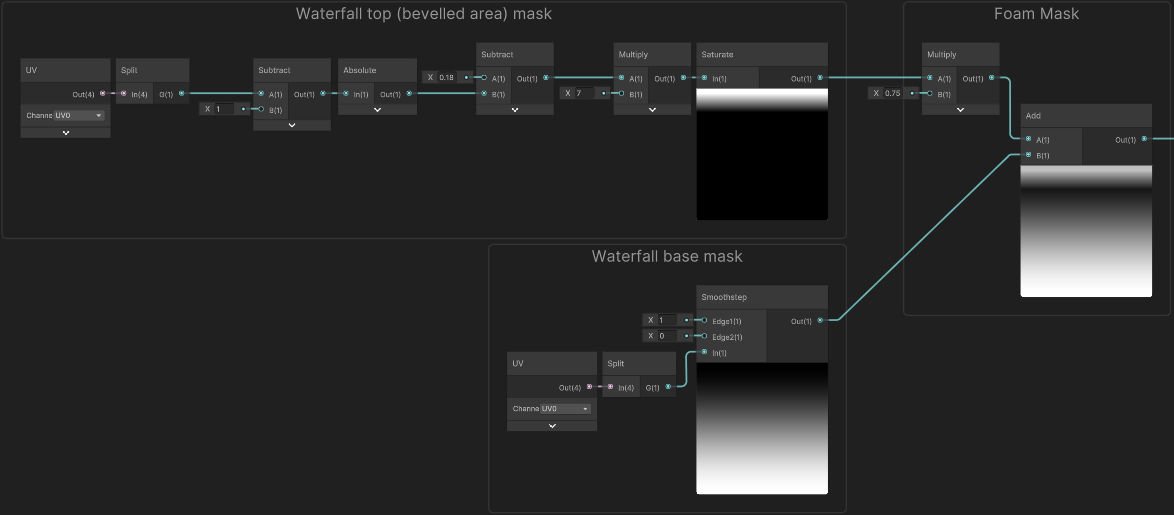 Waterfall top (bevelled area) mask
Foam Mask
UV
Out(4)
Channe UV0
Split
In(4) G(1)
X 1
Subtract
A(1) Out(1)
B(1)
Absolute
In(1) Out(1)
X 0.18
Subtract
A(1) Out(1)
B(1)
X 7
Multiply
A(1) Out(1)
B(1)
Saturate
In(1) Out(1)
X 0.75
Multiply
A(1) Out(1)
B(1)
Add
A(1) Out(1)
B(1)
Waterfall base mask
UV
Out(4)
Channe UV0
Split
In(4) G(1)
X 1
X 0
Smoothstep
Edge1(1) Out(1)
Edge2(1)
In(1)